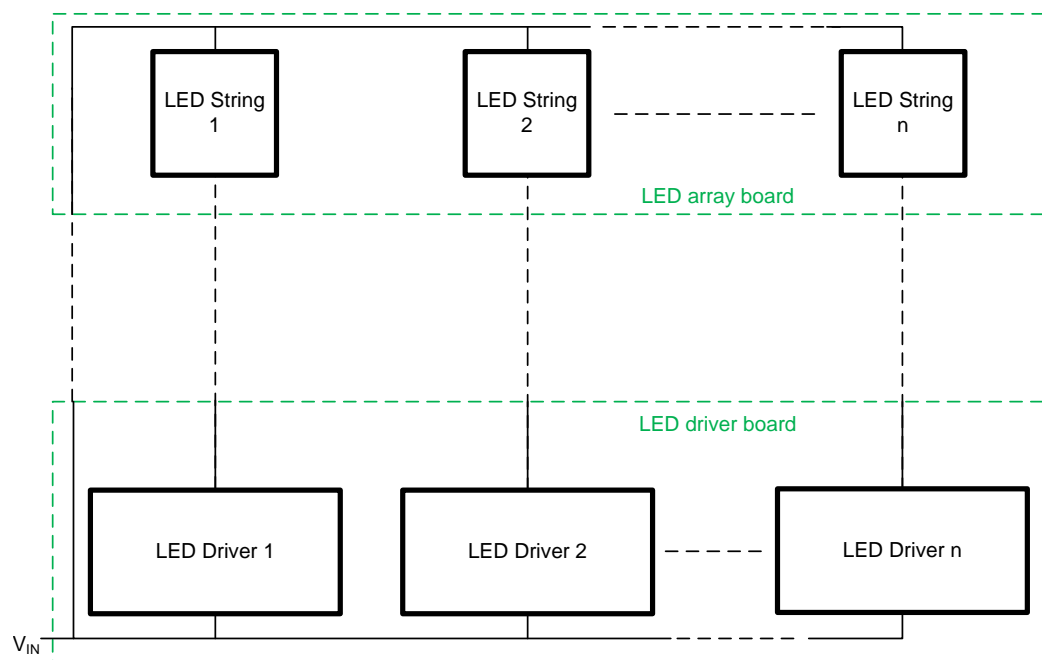 LED String
1
LED String
2
LED String
n
LED array board
LED driver board
LED Driver 1
LED Driver 2
LED Driver n
VIN